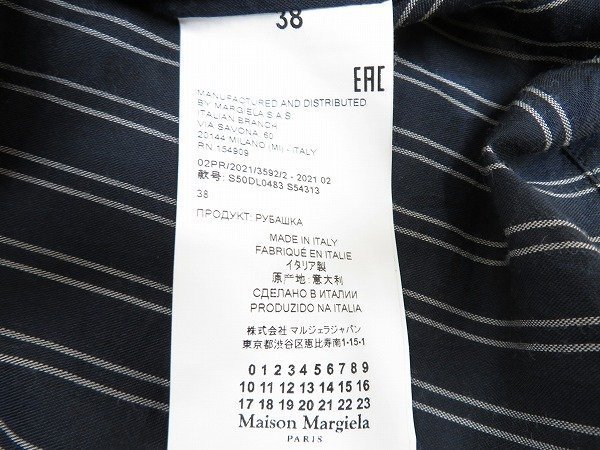 38
EAC
MANUFACTURED AND DISTRIBUTED
BY MARGIELA S.A.S.
ITALIAN BRANCH
VIA SAVONA, 60
20144 MILANO (MI) - ITALY
RN 154909
02PR/2021/3592/2 - 2021 02
款号: S50DL0483 S54313
38
ПРОДУКТ: РУБАШКА
MADE IN ITALY
FABRIQUÉ EN ITALIE
イタリア製
原产地:意大利
СДЕЛАНО В ИТАЛИИ
PRODUZIDO NA ITALIA
株式会社 マルジェラジャパン
東京都渋谷区恵比寿南1-15-1
0 1 2 3 4 5 6 7 8 9
10 11 12 13 14 15 16
17 18 19 20 21 22 23
Maison Margiela
PARIS